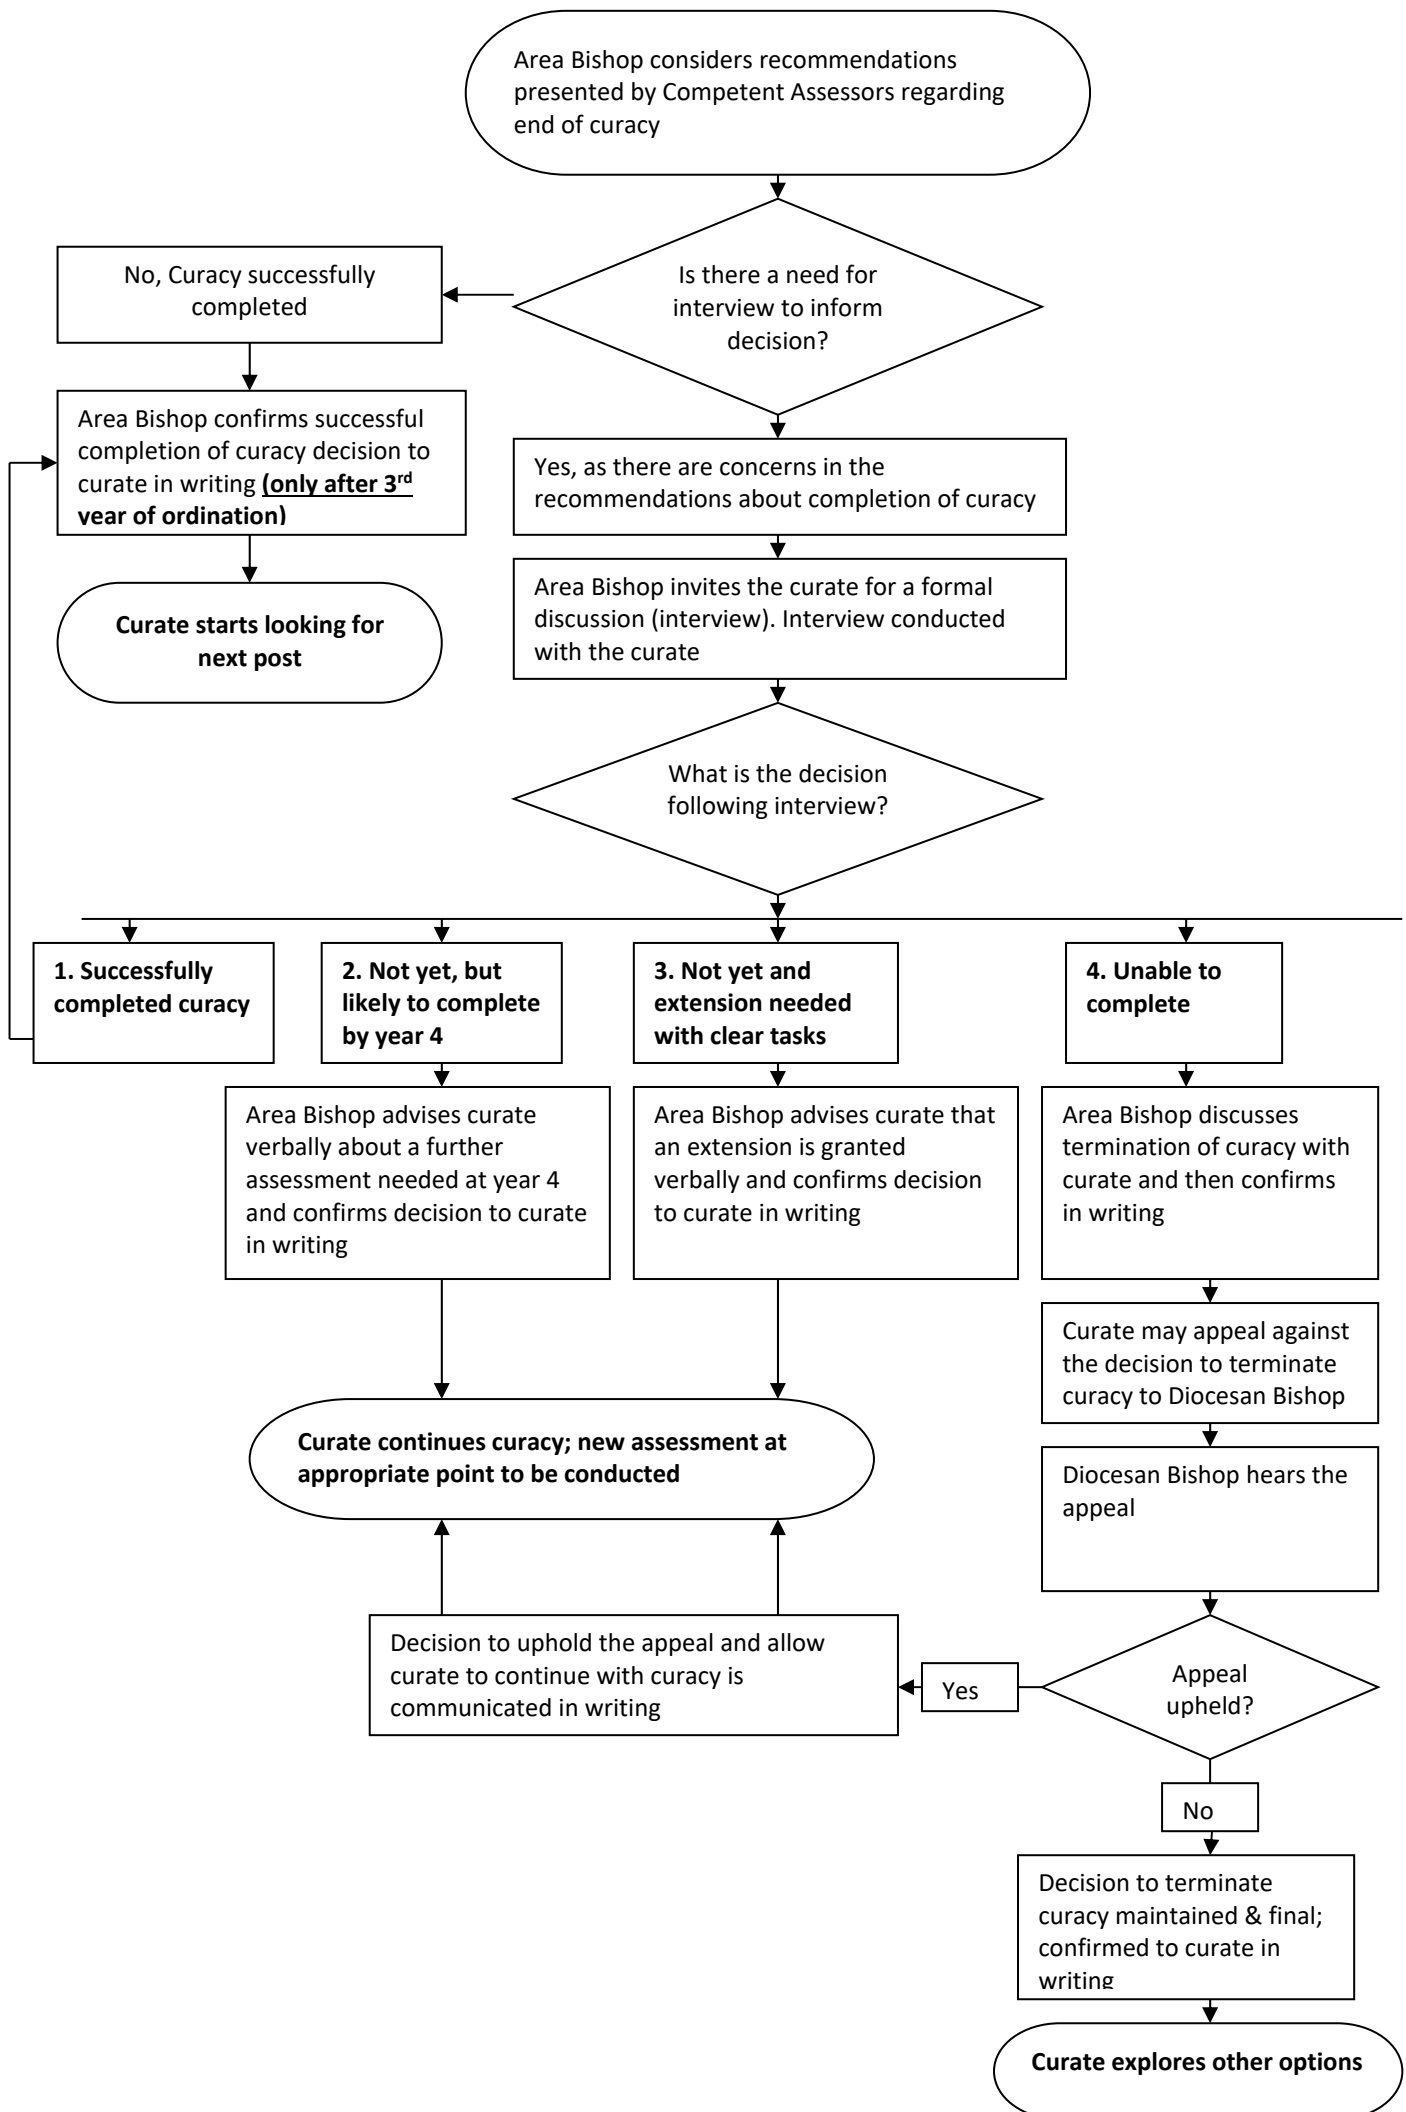 Area Bishop considers recommendations
presented by Competent Assessors regarding
end of curacy
Is there a need for
interview to inform
decision?
No, Curacy successfully
completed
Area Bishop confirms successful
completion of curacy decision to
curate in writing (only after 3rd
year of ordination)
Curate starts looking for
next post
Yes, as there are concerns in the
recommendations about completion of curacy
Area Bishop invites the curate for a formal
discussion (interview). Interview conducted
with the curate
What is the decision
following interview?
1. Successfully
completed curacy
2. Not yet, but
likely to complete
by year 4
3. Not yet and
extension needed
with clear tasks
4. Unable to
complete
Area Bishop advises curate
verbally about a further
assessment needed at year 4
and confirms decision to curate
in writing
Area Bishop advises curate that
an extension is granted
verbally and confirms decision
to curate in writing
Area Bishop discusses
termination of curacy with
curate and then confirms
in writing
Curate may appeal against
the decision to terminate
curacy to Diocesan Bishop
Curate continues curacy; new assessment at
appropriate point to be conducted
Diocesan Bishop hears the
appeal
Decision to uphold the appeal and allow
curate to continue with curacy is
communicated in writing
Yes
Appeal
upheld?
No
Decision to terminate
curacy maintained & final;
confirmed to curate in
writing
Curate explores other options